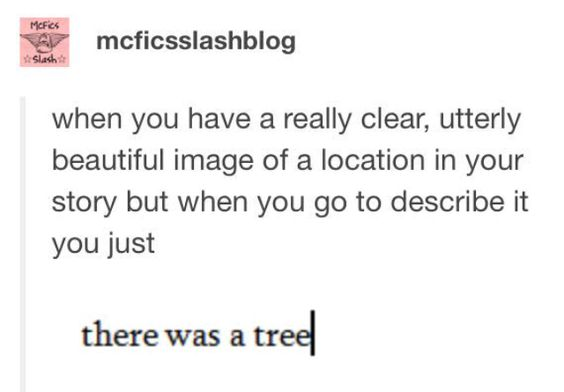 McFics
☆Slash☆
mcficsslashblog
when you have a really clear, utterly
beautiful image of a location in your
story but when you go to describe it
you just
there was a tree